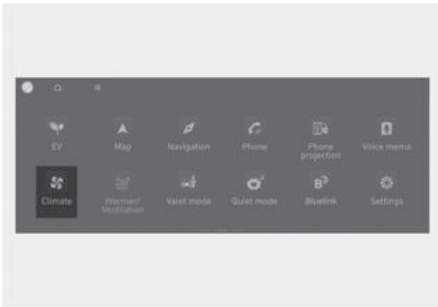 EV
Map
Navigation
Phone
Phone
projection
Voice memo
Climate
Warmer/
Ventilation
Valet mode
Quiet mode
Bluelink
Settings